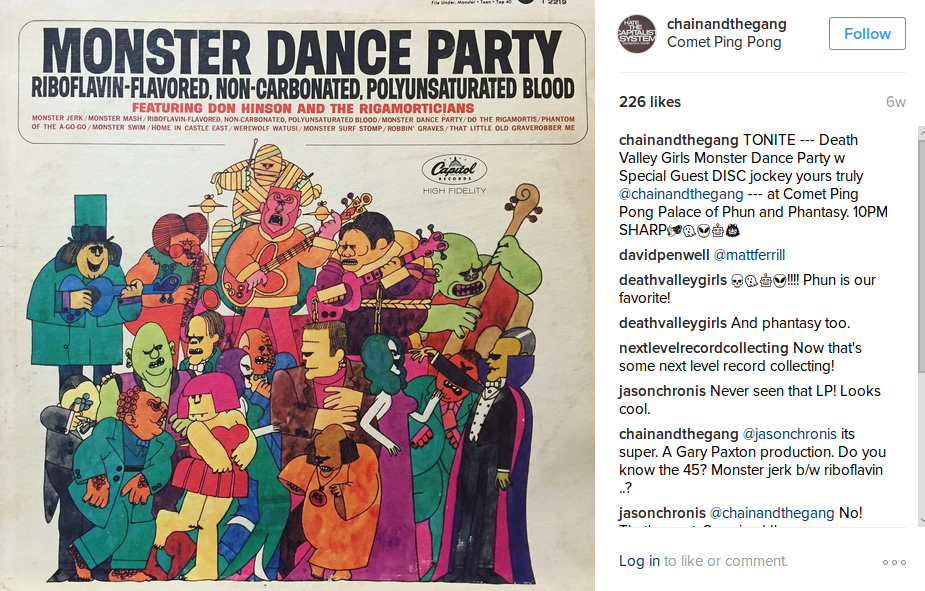 File Under: Monster • Teen • Top 40 T 2219
MONSTER DANCE PARTY
RIBOFLAVIN-FLAVORED, NON-CARBONATED, POLYUNSATURATED BLOOD
FEATURING DON HINSON AND THE RIGAMORTICIANS
MONSTER JERK / MONSTER MASH / RIBOFLAVIN-FLAVORED, NON-CARBONATED, POLYUNSATURATED BLOOD / MONSTER DANCE PARTY / DO THE RIGAMORTIS / PHANTOM
OF THE A-GO-GO / MONSTER SWIM / HOME IN CASTLE EAST / WEREWOLF WATUSI / MONSTER SURF STOMP / ROBBIN' GRAVES / THAT LITTLE OLD GRAVEROBBER ME
Capitol
RECORDS
HIGH FIDELITY
HATE
THE
CAPITALIST
SYSTEM
chainandthegang
Comet Ping Pong
Follow
226 likes
6w
chainandthegang TONITE --- Death
Valley Girls Monster Dance Party w
Special Guest DISC jockey yours truly
@chainandthegang --- at Comet Ping
Pong Palace of Phun and Phantasy. 10PM
SHARP
davidpenwell @mattferrill
deathvalleygirls 💀👽!!!! Phun is our
favorite!
deathvalleygirls And phantasy too.
nextlevelrecordcollecting Now that's
some next level record collecting!
jasonchronis Never seen that LP! Looks
cool.
chainandthegang @jasonchronis its
super. A Gary Paxton production. Do you
know the 45? Monster jerk b/w riboflavin
..?
jasonchronis @chainandthegang No!
Log in to like or comment.